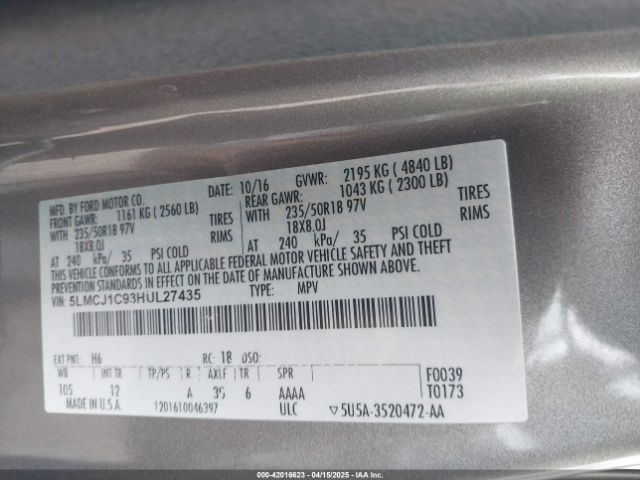 MFD. BY FORD MOTOR CO.
DATE: 10/16 GVWR: 2195 KG ( 4840 LB)
FRONT GAWR: 1161 KG ( 2560 LB)
REAR GAWR: 1043 KG ( 2300 LB)
WITH 235/50R18 97V TIRES
WITH 235/50R18 97V TIRES
18X8.0J RIMS
18X8.0J RIMS
AT 240 kPa/ 35 PSI COLD
AT 240 kPa/ 35 PSI COLD
THIS VEHICLE CONFORMS TO ALL APPLICABLE FEDERAL MOTOR VEHICLE SAFETY AND THEFT
PREVENTION STANDARDS IN EFFECT ON THE DATE OF MANUFACTURE SHOWN ABOVE.
VIN: 5LMCJ1C93HUL27435 TYPE: MPV
EXT PNT: H6 RC: 18 DSO:
WB INT TR TP/PS R AXLE TR SPR F0039
105 12 A 36 6 AAAA T0173
MADE IN U.S.A. 1201610046397 ULC ▽5U5A-3520472-AA
000-42016623 - 04/15/2025 - IAAI Branches